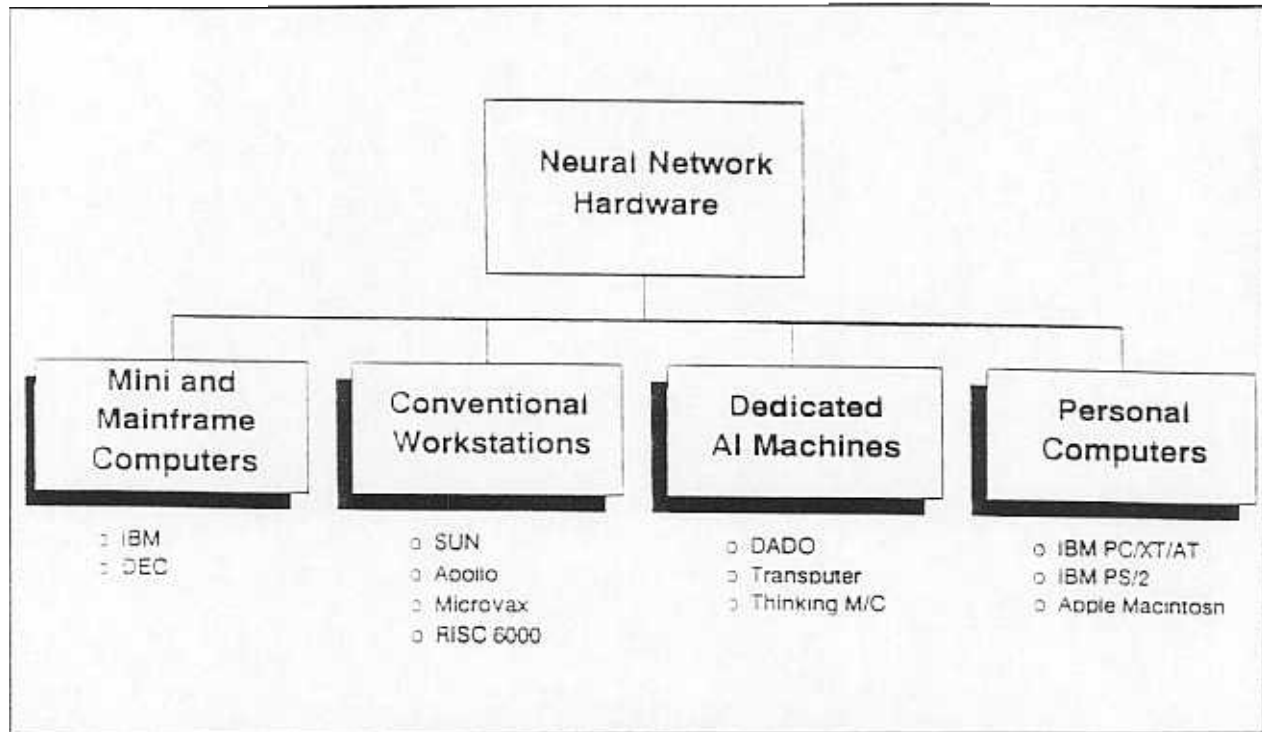 Neural Network
Hardware
Mini and
Mainframe
Computers
IBM
DEC
Conventional
Workstations
SUN
Apollo
Microvax
RISC 6000
Dedicated
AI Machines
DADO
Transputer
Thinking M/C
Personal
Computers
IBM PC/XT/AT
IBM PS/2
Apple Macintosh